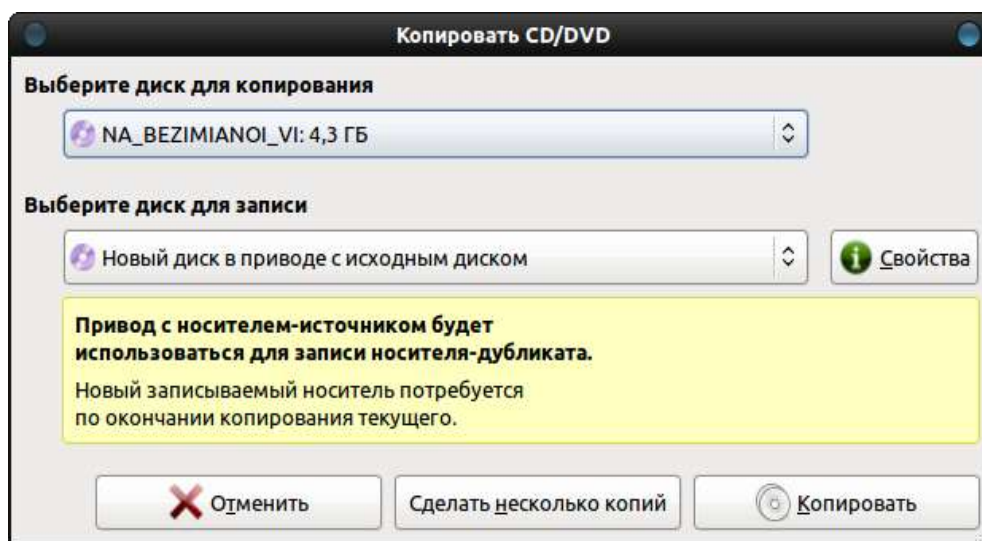 Копировать CD/DVD
Выберите диск для копирования
NA_BEZIMIANOI_VI: 4,3 ГБ
Выберите диск для записи
Новый диск в приводе с исходным диском
Свойства
Привод с носителем-источником будет
использоваться для записи носителя-дубликата.
Новый записываемый носитель потребуется
по окончании копирования текущего.
Отменить
Сделать несколько копий
Копировать